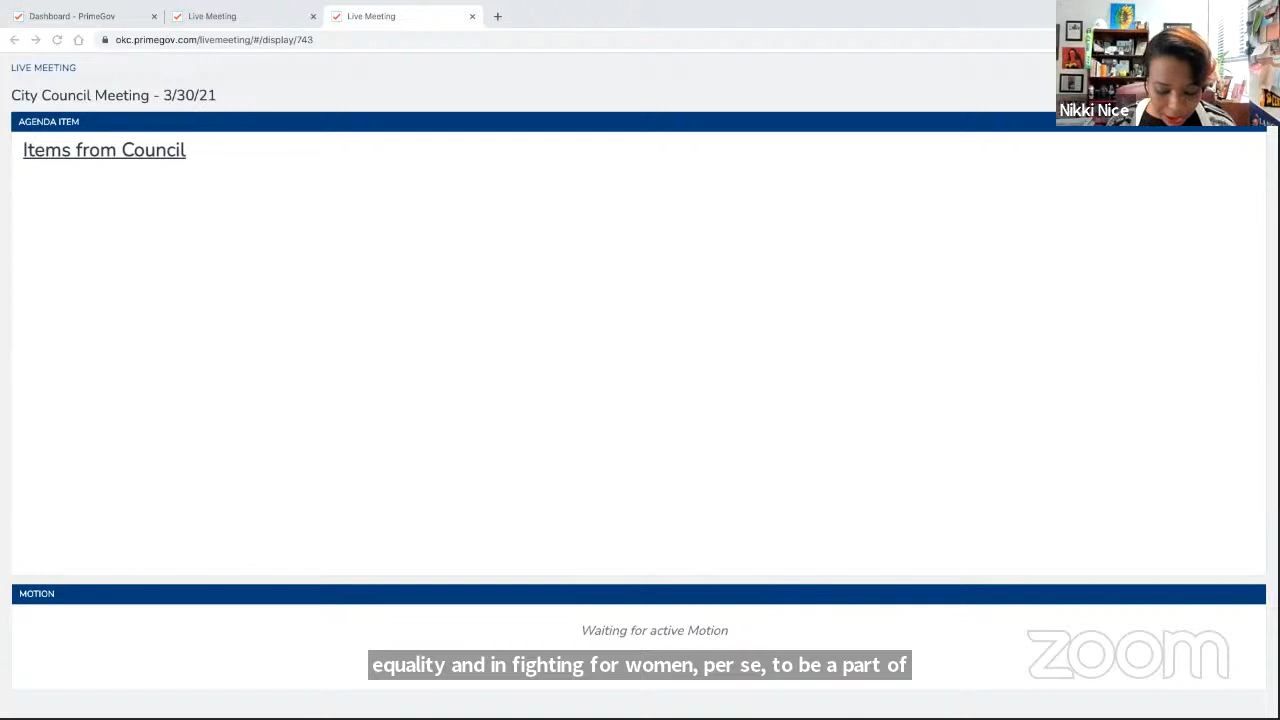 Dashboard - PrimeGov
Live Meeting
Live Meeting
okc.primegov.com/livemeeting/#/display/743
LIVE MEETING
City Council Meeting - 3/30/21
Nikki Nice
AGENDA ITEM
Items from Council
MOTION
Waiting for active Motion
equality and in fighting for women, per se, to be a part of
zoom